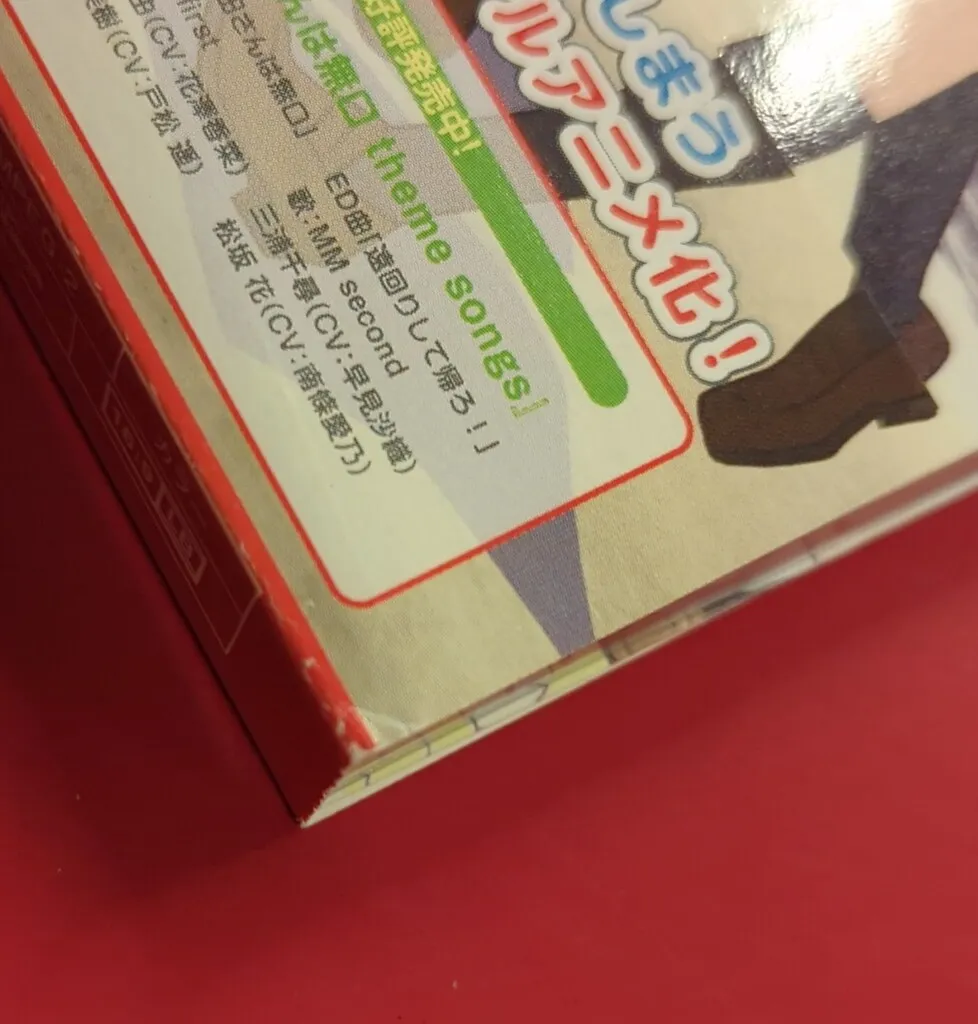 しまう
ルアニメ化!
好評発売中!
んは無口 theme songs」
さんは無口」
first
(CV:花澤香菜)
(CV:戸松 遥)
ED曲「遠回りして帰ろ!」
歌:MM second
三浦千尋(CV:早見沙織)
松坂 花(CV:南條愛乃)